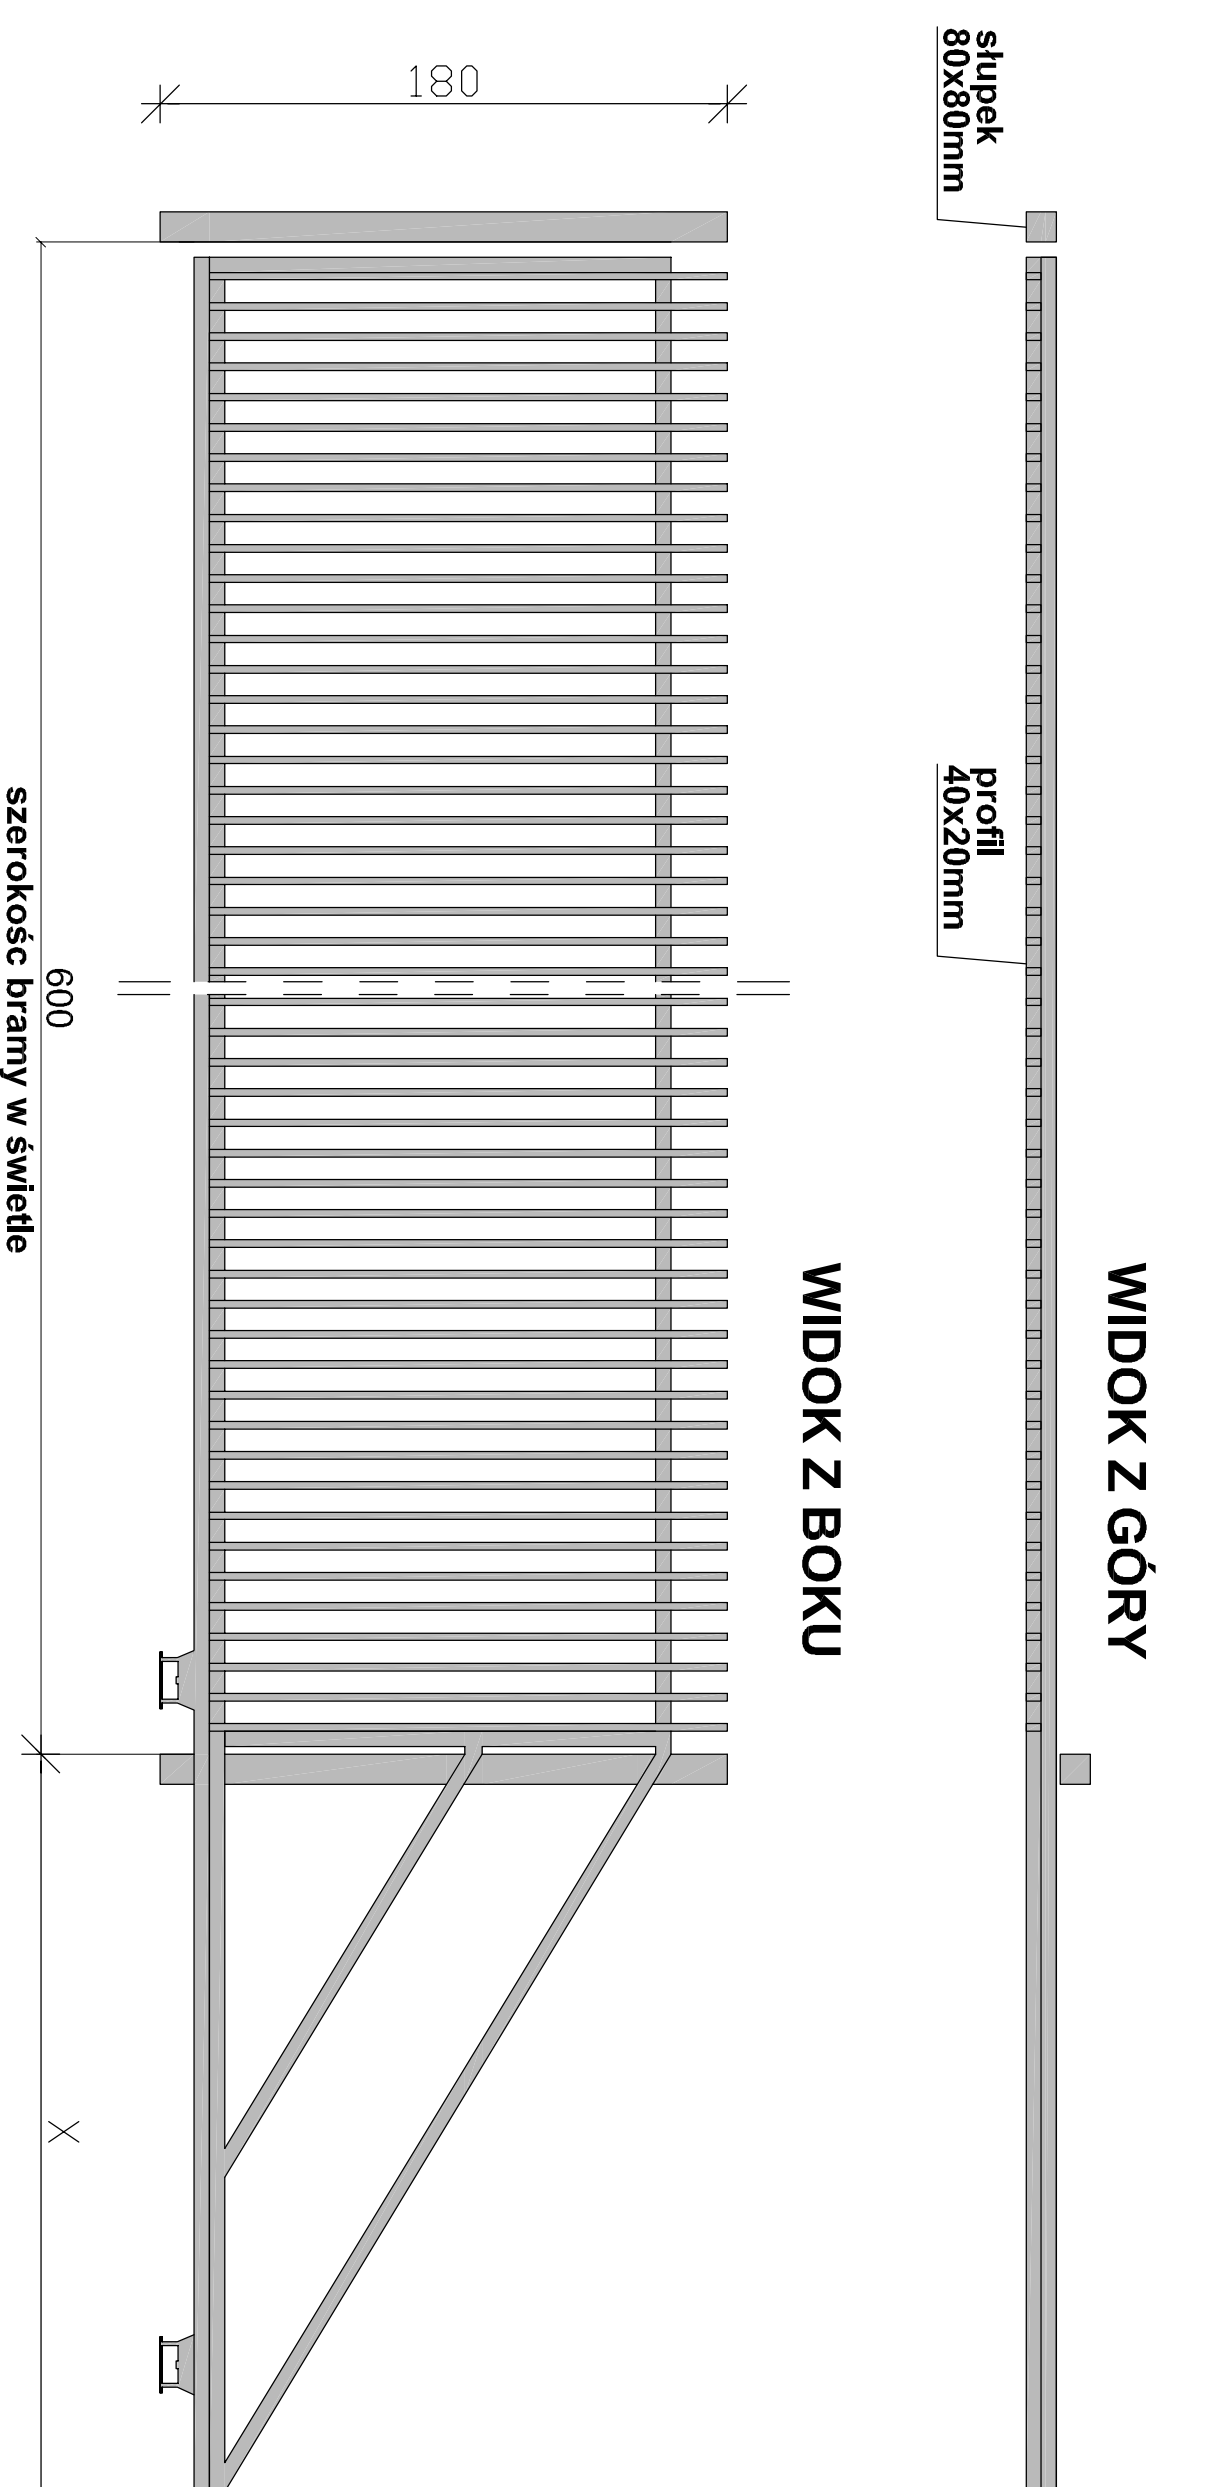 WIDOK Z GÓRY
słupek
80x80mm
profil
40x20mm
WIDOK Z BOKU
180
600
X
szerokośc bramy w świetle